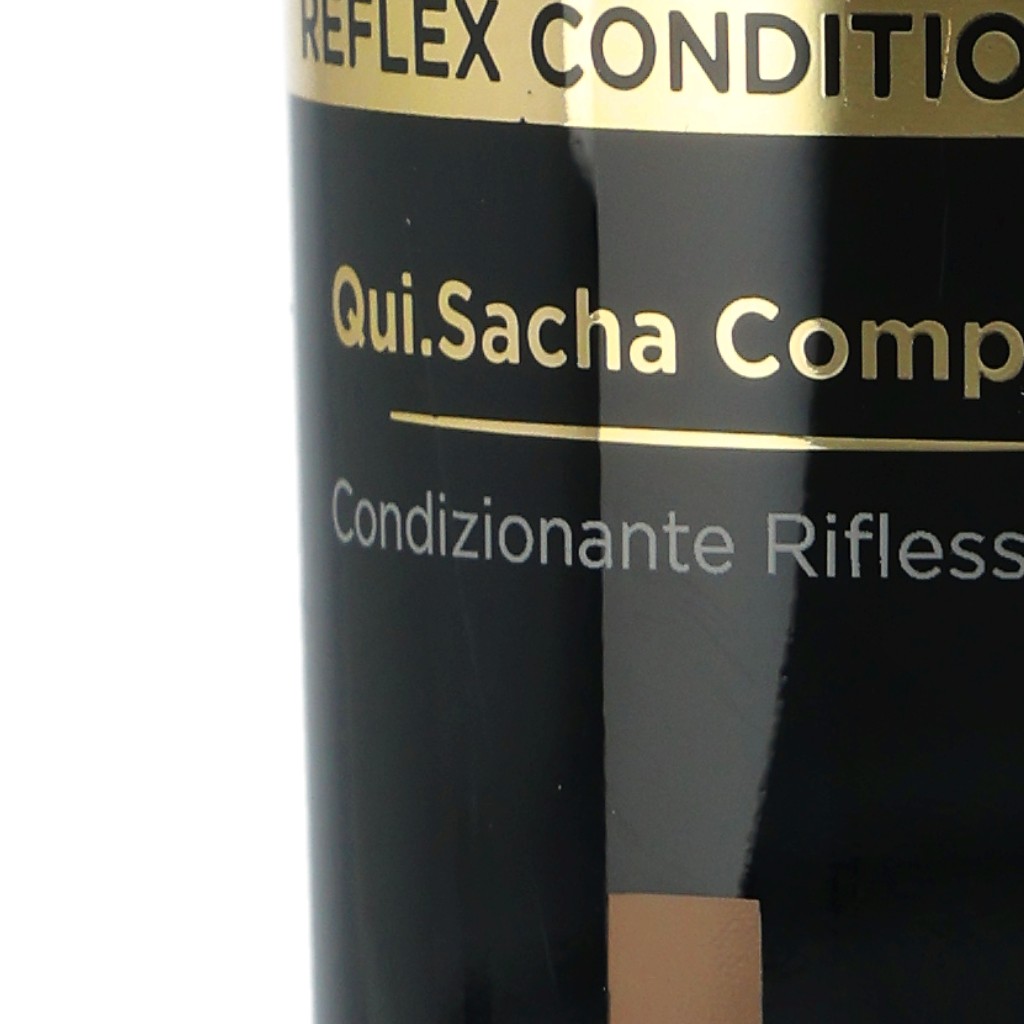 REFLEX CONDITIO
Qui.Sacha Comp
Condizionante Rifless